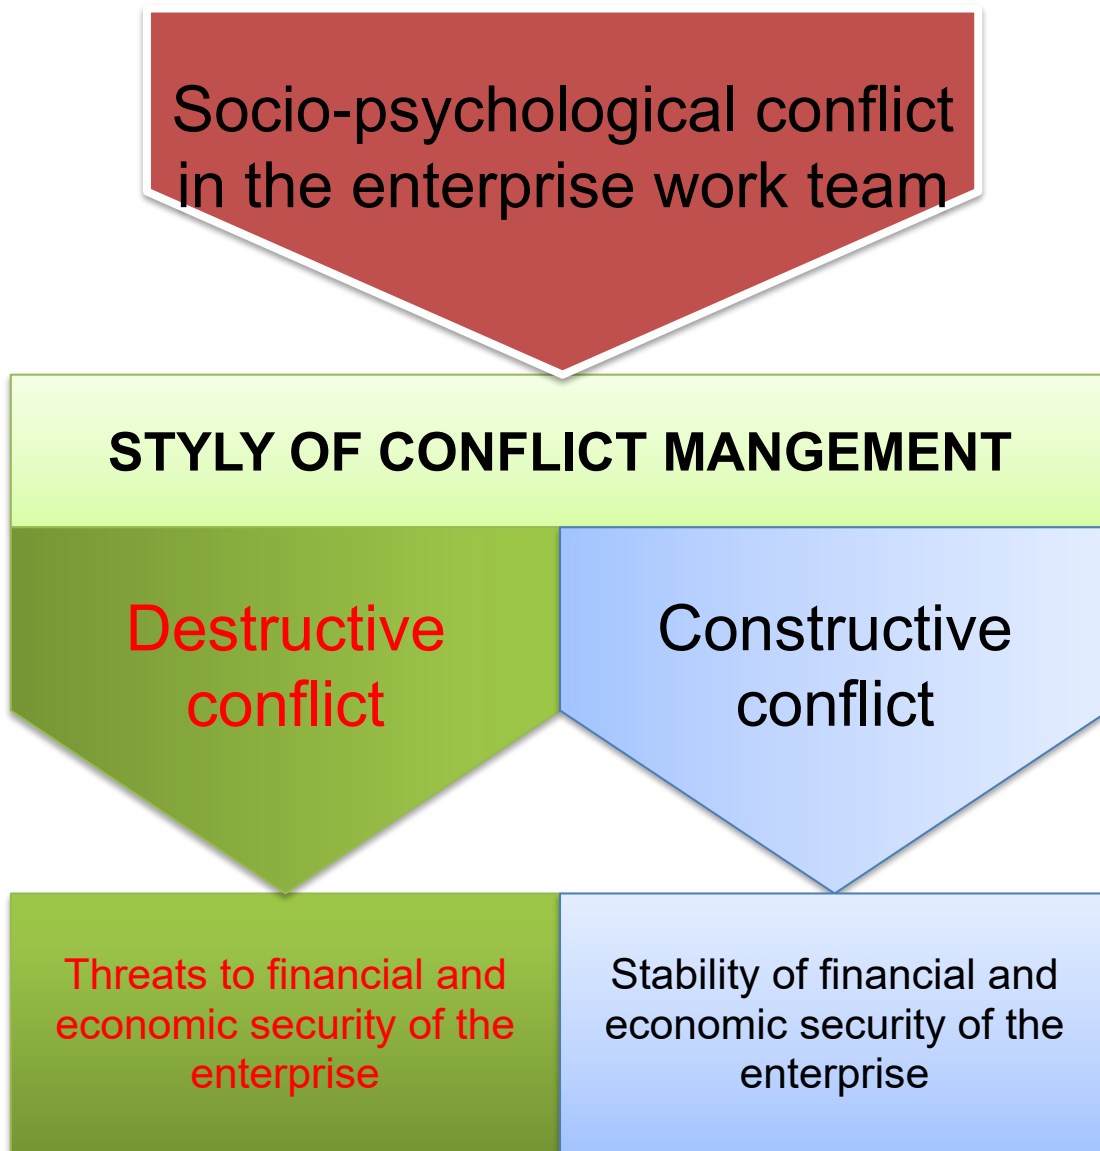 Socio-psychological conflict
in the enterprise work team
STYLY OF CONFLICT MANGEMENT
Destructive
conflict
Constructive
conflict
Threats to financial and
economic security of the
enterprise
Stability of financial and
economic security of the
enterprise